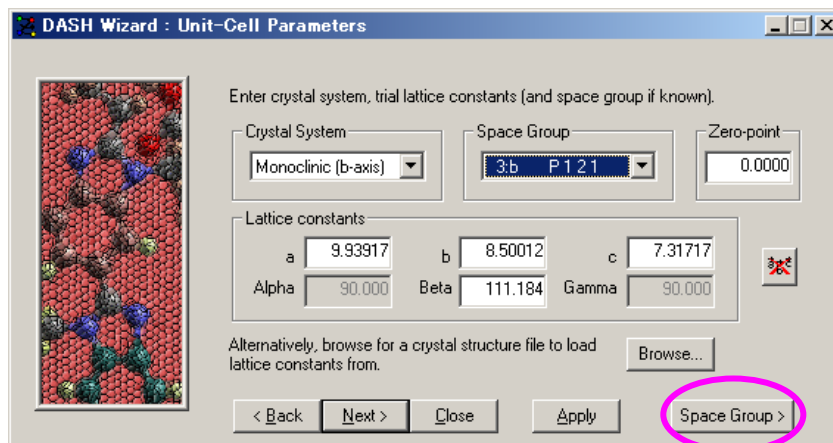 DASH Wizard : Unit-Cell Parameters
Enter crystal system, trial lattice constants (and space group if known).
Crystal System Space Group Zero-point
Monoclinic (b-axis) 3:b P 1 2 1 0.0000
Lattice constants
a 9.93917 b 8.50012 c 7.31717
Alpha 90.000 Beta 111.184 Gamma 90.000
Alternatively, browse for a crystal structure file to load
lattice constants from.
Browse...
< Back Next > Close Apply Space Group >